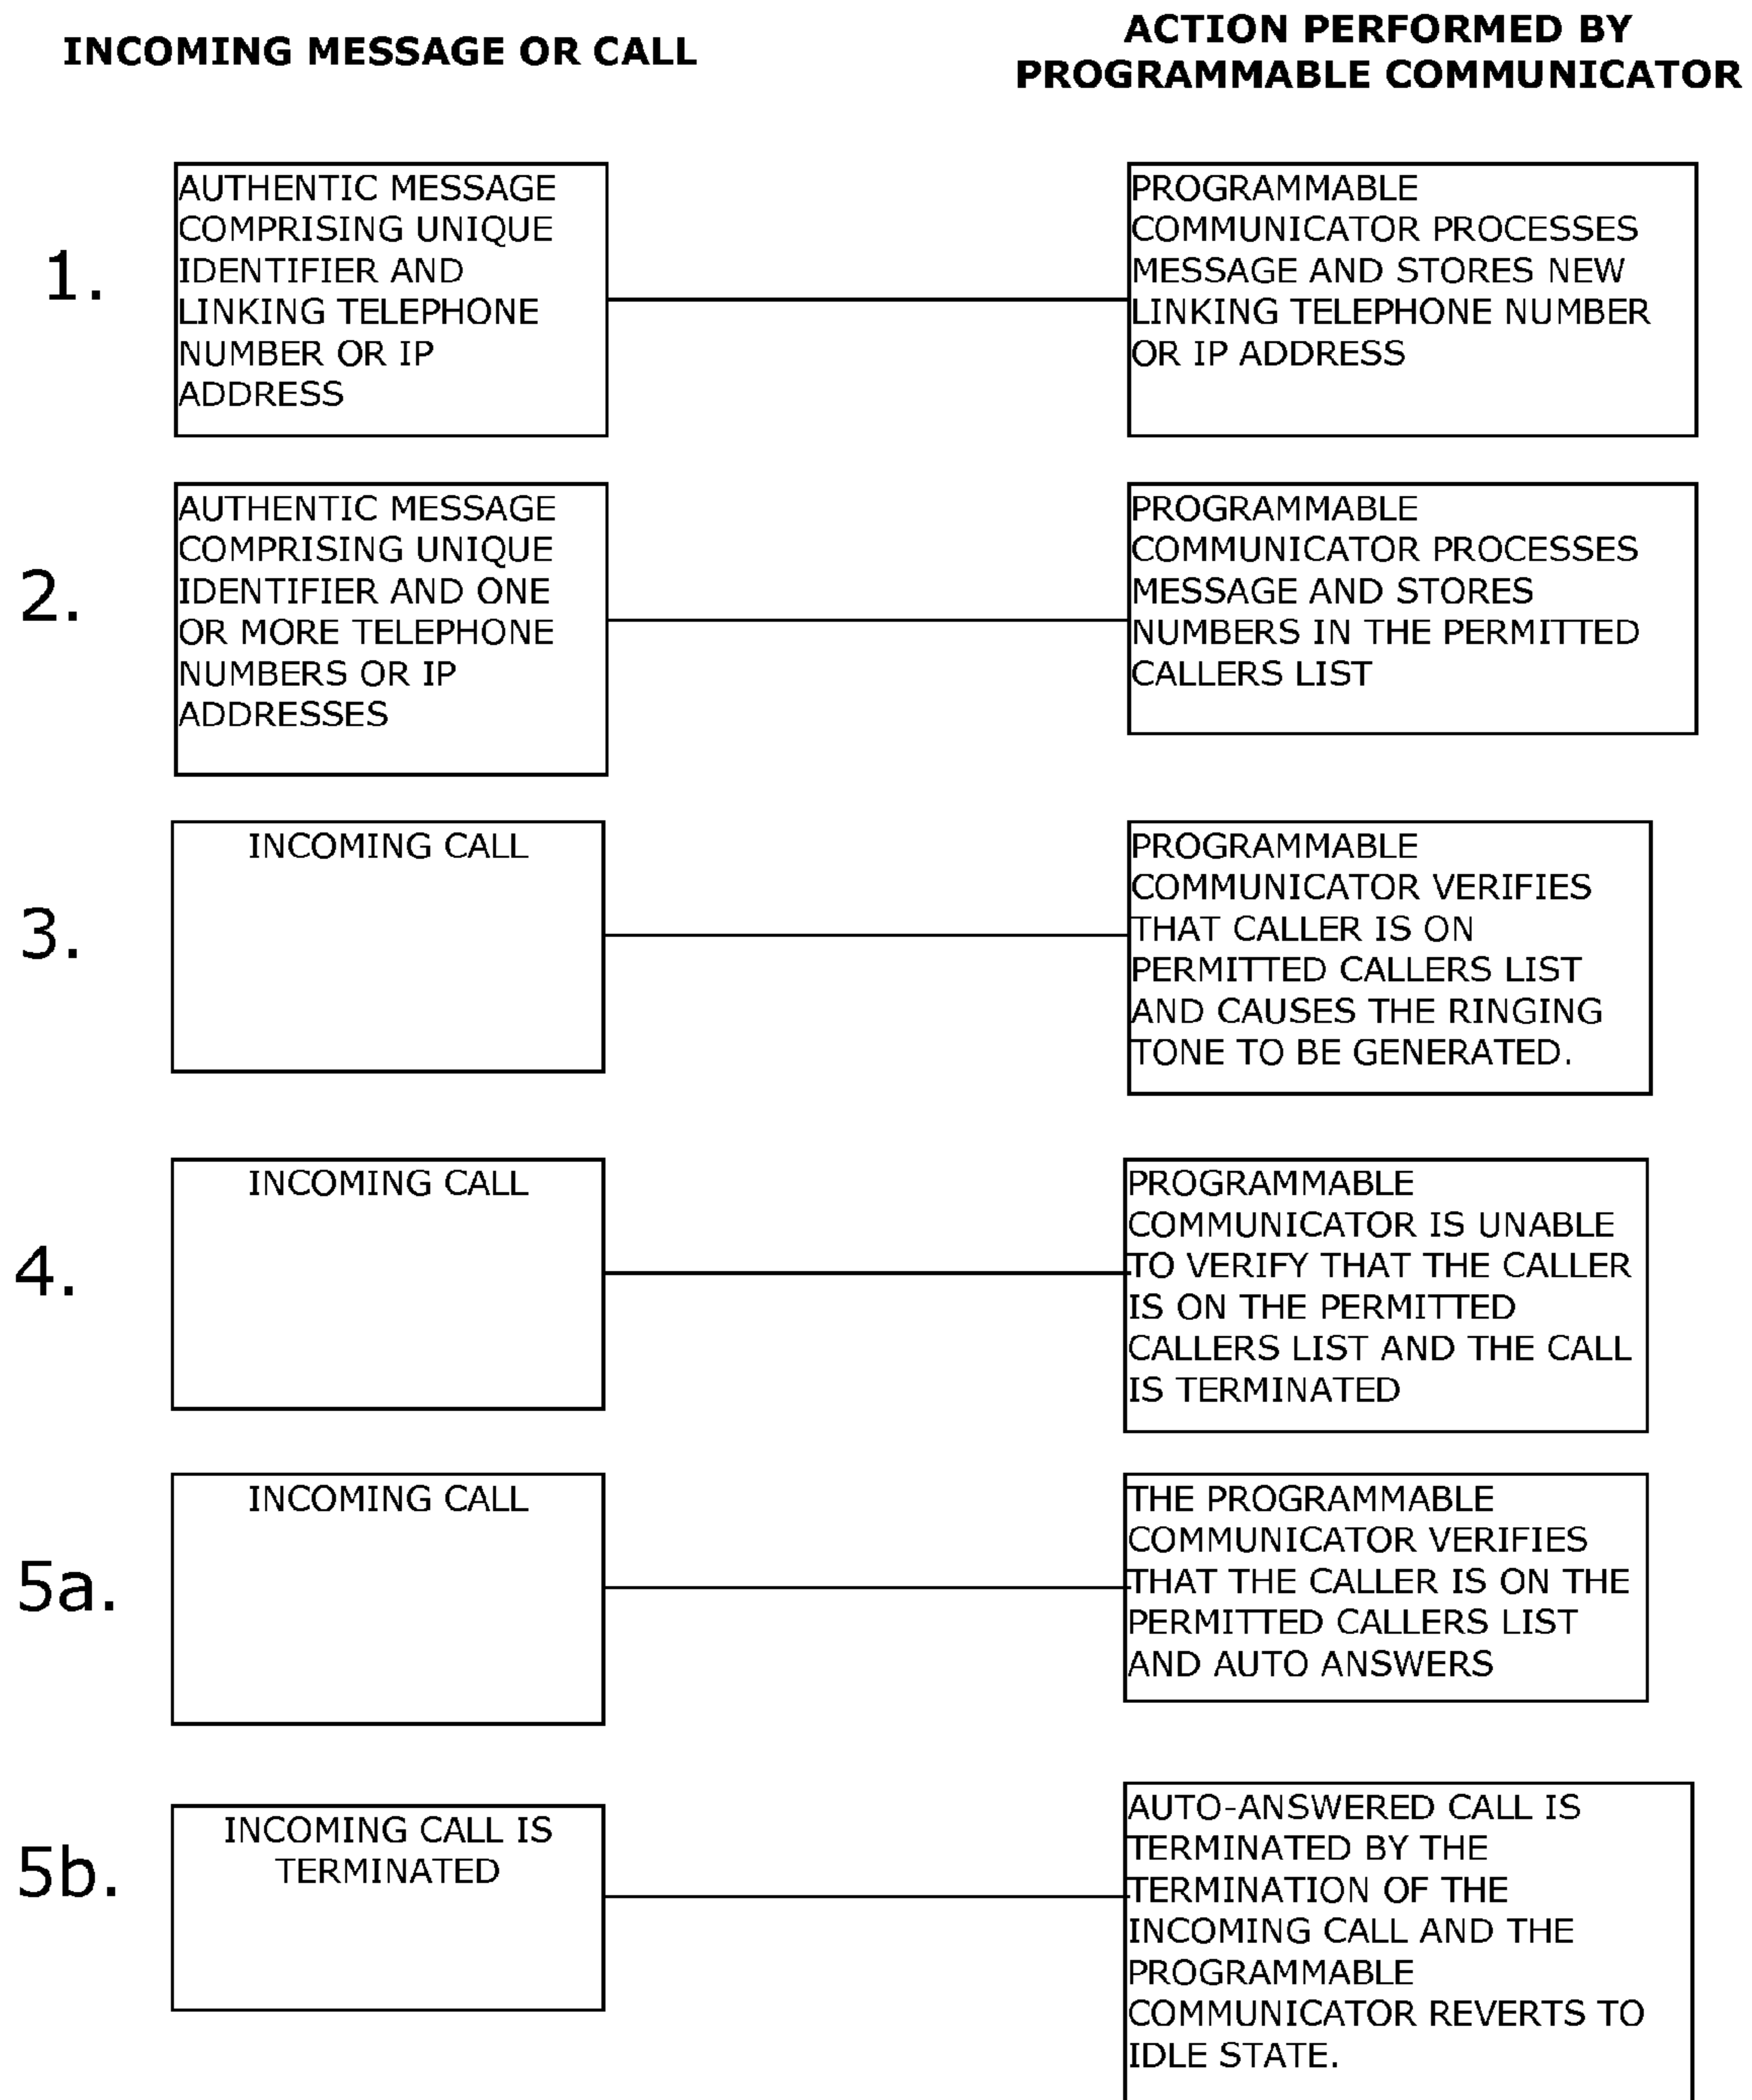 INCOMING MESSAGE OR CALL
ACTION PERFORMED BY
PROGRAMMABLE COMMUNICATOR
1.
AUTHENTIC MESSAGE
COMPRISING UNIQUE
IDENTIFIER AND
LINKING TELEPHONE
NUMBER OR IP
ADDRESS
PROGRAMMABLE
COMMUNICATOR PROCESSES
MESSAGE AND STORES NEW
LINKING TELEPHONE NUMBER
OR IP ADDRESS
2.
AUTHENTIC MESSAGE
COMPRISING UNIQUE
IDENTIFIER AND ONE
OR MORE TELEPHONE
NUMBERS OR IP
ADDRESSES
PROGRAMMABLE
COMMUNICATOR PROCESSES
MESSAGE AND STORES
NUMBERS IN THE PERMITTED
CALLERS LIST
3.
INCOMING CALL
PROGRAMMABLE
COMMUNICATOR VERIFIES
THAT CALLER IS ON
PERMITTED CALLERS LIST
AND CAUSES THE RINGING
TONE TO BE GENERATED.
4.
INCOMING CALL
PROGRAMMABLE
COMMUNICATOR IS UNABLE
TO VERIFY THAT THE CALLER
IS ON THE PERMITTED
CALLERS LIST AND THE CALL
IS TERMINATED
5a.
INCOMING CALL
THE PROGRAMMABLE
COMMUNICATOR VERIFIES
THAT THE CALLER IS ON THE
PERMITTED CALLERS LIST
AND AUTO ANSWERS
5b.
INCOMING CALL IS
TERMINATED
AUTO-ANSWERED CALL IS
TERMINATED BY THE
TERMINATION OF THE
INCOMING CALL AND THE
PROGRAMMABLE
COMMUNICATOR REVERTS TO
IDLE STATE.